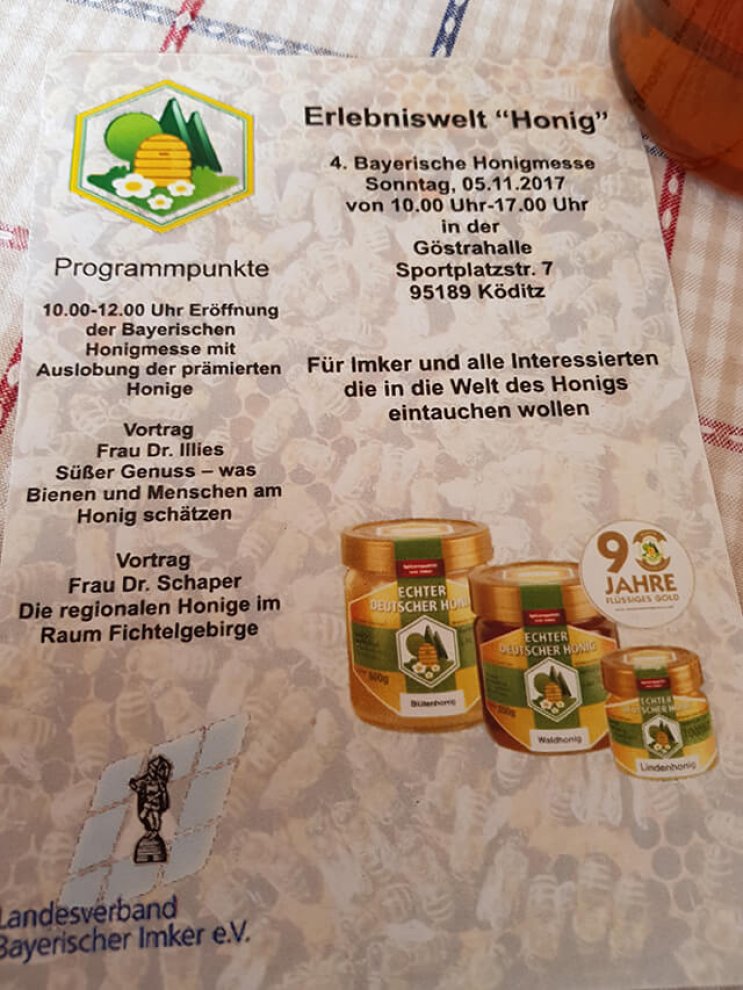 Erlebniswelt "Honig"
4. Bayerische Honigmesse
Sonntag, 05.11.2017
von 10.00 Uhr-17.00 Uhr
in der
Göstrahalle
Sportplatzstr. 7
95189 Köditz
Für Imker und alle Interessierten
die in die Welt des Honigs
eintauchen wollen
Programmpunkte
10.00-12.00 Uhr Eröffnung
der Bayerischen
Honigmesse mit
Auslobung der prämierten
Honige
Vortrag
Frau Dr. Illies
Süßer Genuss – was
Bienen und Menschen am
Honig schätzen
Vortrag
Frau Dr. Schaper
Die regionalen Honige im
Raum Fichtelgebirge
90
JAHRE
FLÜSSIGES GOLD
ECHTER
DEUTSCHER HONIG
500g
Blütenhonig
ECHTER
DEUTSCHER HONIG
500g
Waldhonig
ECHTER
DEUTSCHER HONIG
Lindenhonig
Landesverband
Bayerischer Imker e.V.